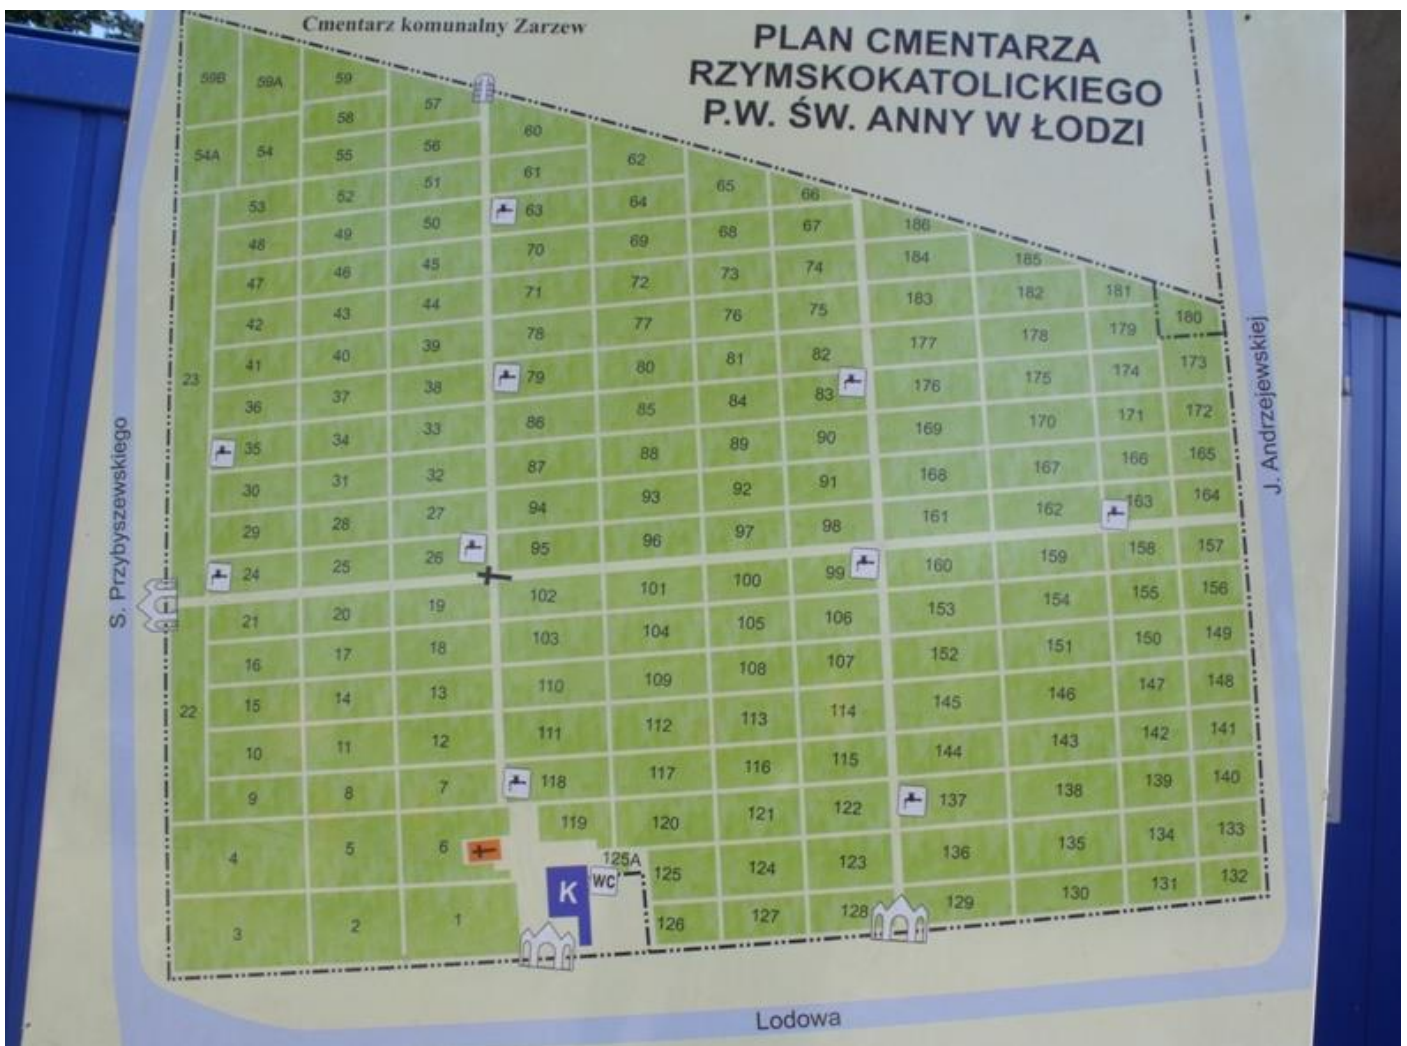 Cmentarz komunalny Zarzew
PLAN CMENTARZA
RZYMSKOKATOLICKIEGO
P.W. ŚW. ANNY W ŁODZI
59B 59A 59 57 60
58
54A 54 55 56 61 62
53 52 51 63 64 65 66
48 49 50 70 69 68 67 186
47 46 45 71 72 73 74 184 185
42 43 44 78 77 76 75 183 182 181 180
41 40 39 79 80 81 82 177 178 179 173
23
36 37 38 86 85 84 83 176 175 174 172
35 34 33 87 88 89 90 169 170 171 165
30 31 32 94 93 92 91 168 167 166 164
29 28 27 95 96 97 98 161 162 163 157
24 25 26 102 101 100 99 160 159 158 156
21 20 19 103 104 105 106 153 154 155 149
16 17 18 110 109 108 107 152 151 150 148
22
15 14 13 111 112 113 114 145 146 147 141
10 11 12 118 117 116 115 144 143 142 140
9 8 7 119 120 121 122 137 138 139 133
4 5 6 125A 125 124 123 136 135 134 132
K WC
3 2 1 126 127 128 129 130 131
S. Przybyszewskiego
J. Andrzejewskiej
Lodowa